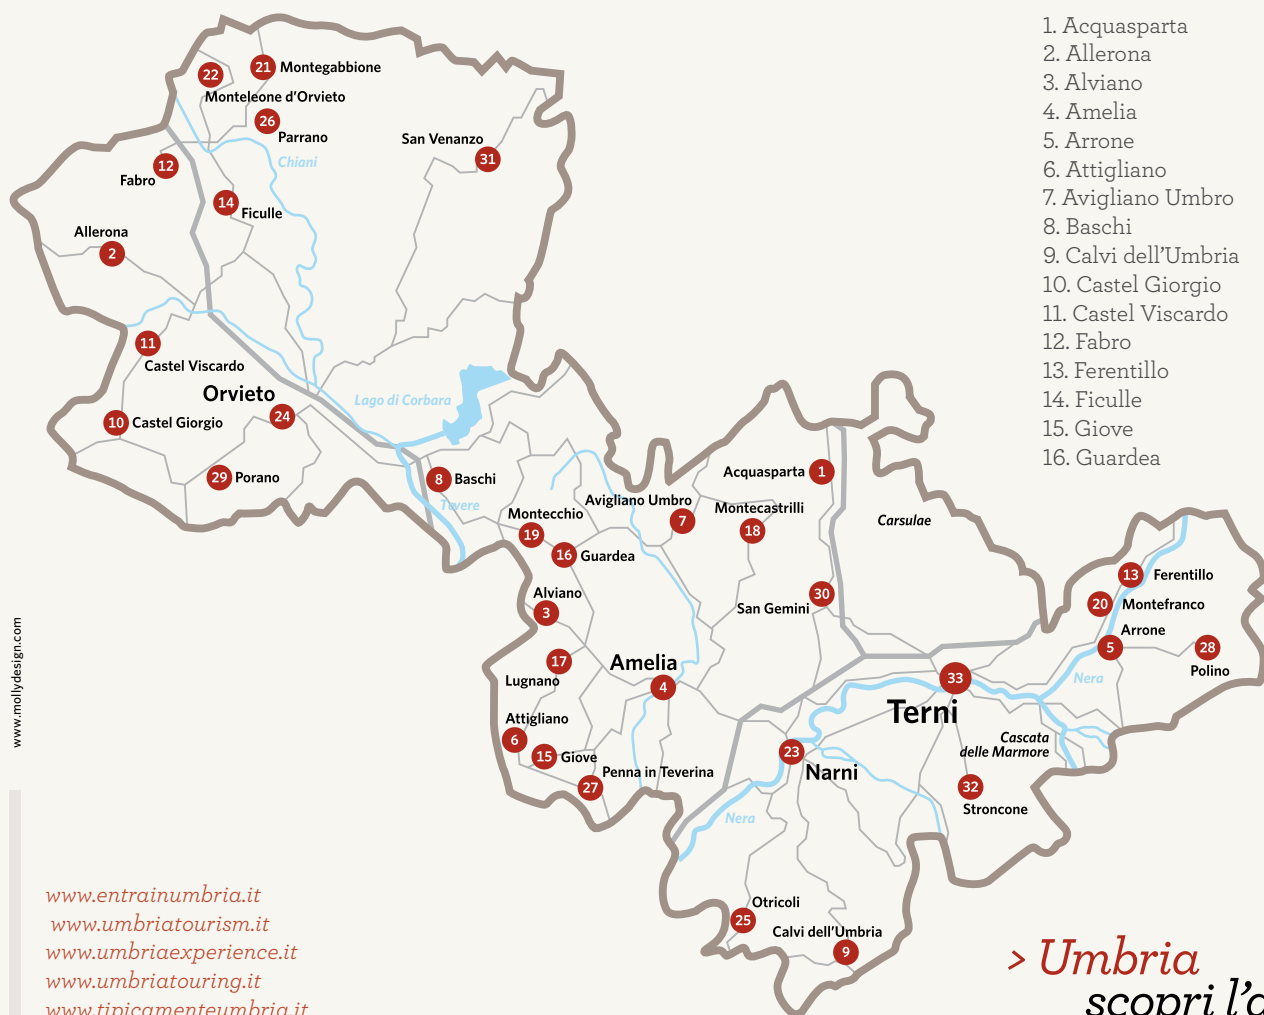 1. Acquasparta
2. Allerona
3. Alviano
4. Amelia
5. Arrone
6. Attigliano
7. Avigliano Umbro
8. Baschi
9. Calvi dell'Umbria
10. Castel Giorgio
11. Castel Viscardo
12. Fabro
13. Ferentillo
14. Ficulle
15. Giove
16. Guardea
22
21 Montegabbione
Monteleone d'Orvieto
26
Parrano
San Venanzo
31
Chiani
12
Fabro
14
Ficulle
Allerona
2
11
Castel Viscardo
Orvieto
24
Lago di Corbara
10 Castel Giorgio
29 Porano
8 Baschi
Tevere
Acquasparta 1
Avigliano Umbro
7
Montecastrilli
18
Carsulae
Montecchio
19
16 Guardea
Alviano
3
San Gemini
30
13 Ferentillo
20 Montefranco
Arrone
5
28
Polino
17
Lugnano
Amelia
4
33
Terni
Nera
Attigliano
6
15 Giove
Penna in Teverina
27
23
Narni
Cascata
delle Marmore
32
Stroncone
Nera
Otricoli
25
Calvi dell'Umbria
9
www.mollydesign.com
www.entrainumbria.it
www.umbriatourism.it
www.umbriaexperience.it
www.umbriatouring.it
www.tipicamenteumbria.it
> Umbria
scopri l'a